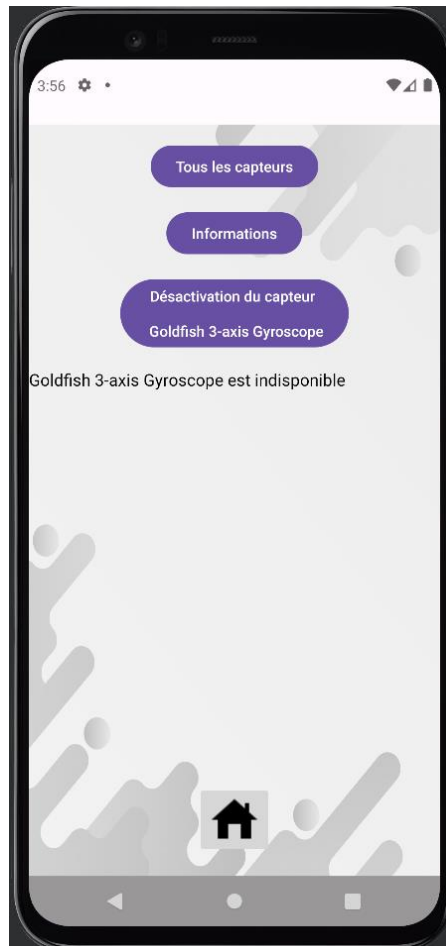 3:56
Tous les capteurs
Informations
Désactivation du capteur
Goldfish 3-axis Gyroscope
Goldfish 3-axis Gyroscope est indisponible